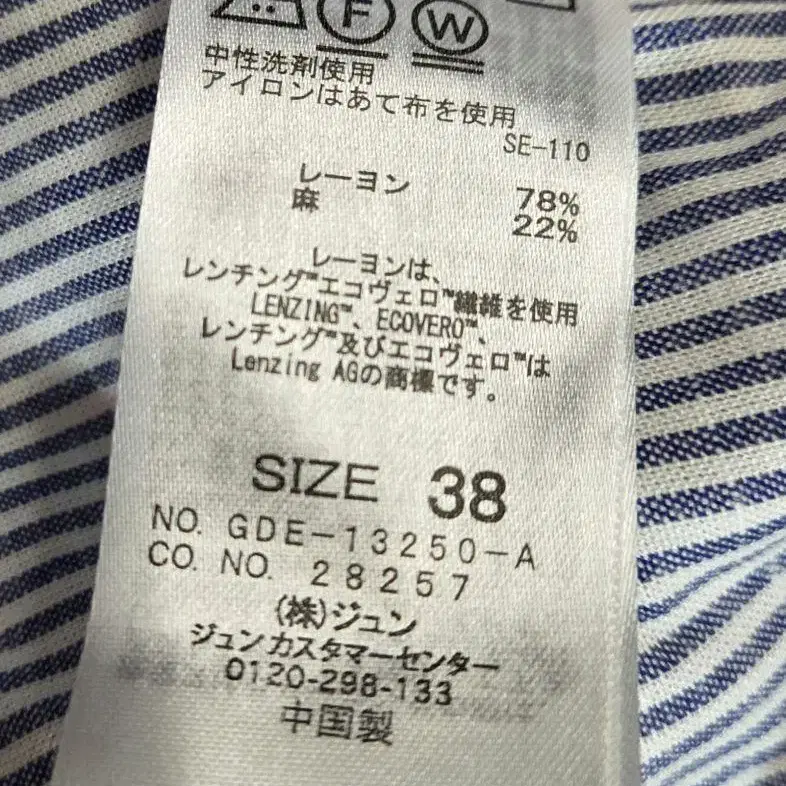 F W
中性洗剤使用
アイロンはあて布を使用
SE-110
レーヨン 78%
麻 22%
レーヨンは、
レンチング™エコヴェロ™繊維を使用
LENZING™、ECOVERO™、
レンチング™及びエコヴェロ™は
Lenzing AGの商標です。
SIZE 38
NO. GDE-13250-A
CO. NO. 28257
(株)ジュン
ジュンカスタマーセンター
0120-298-133
中国製